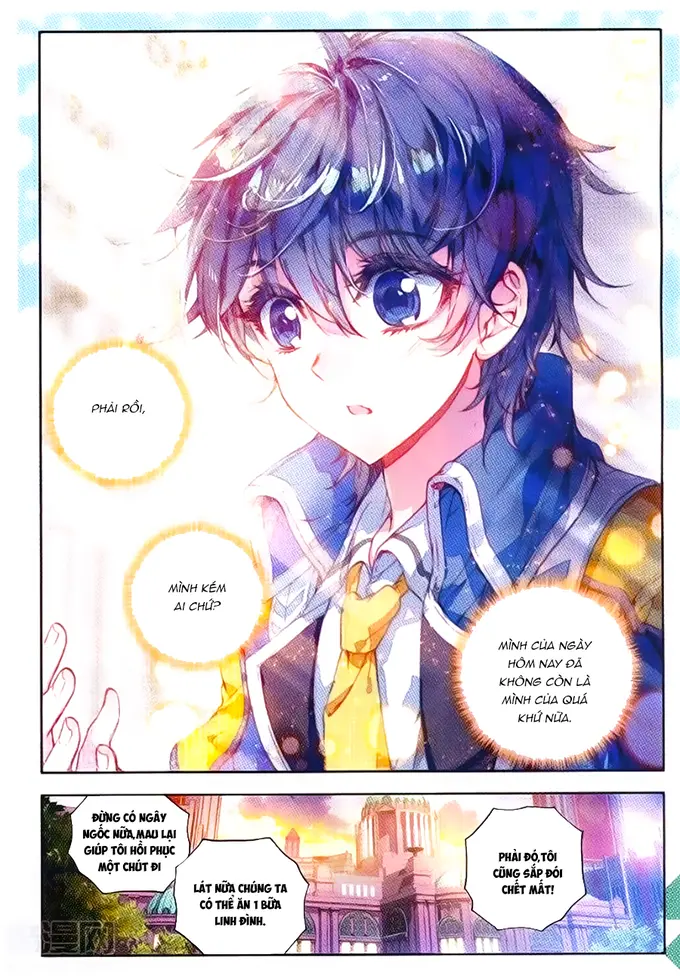 PHẢI RỒI,
MÌNH KÉM
AI CHỨ?
MÌNH CỦA NGÀY
HÔM NAY ĐÃ
KHÔNG CÒN LÀ
MÌNH CỦA QUÁ
KHỨ NỮA.
ĐỪNG CÓ NGÂY
NGỐC NỮA,MAU LẠI
GIÚP TÔI HỒI PHỤC
MỘT CHÚT ĐI
LÁT NỮA CHÚNG TA
CÓ THỂ ĂN 1 BỮA
LINH ĐÌNH.
PHẢI ĐÓ,TÔI
CŨNG SẮP ĐÓI
CHẾT MẤT!
漫网